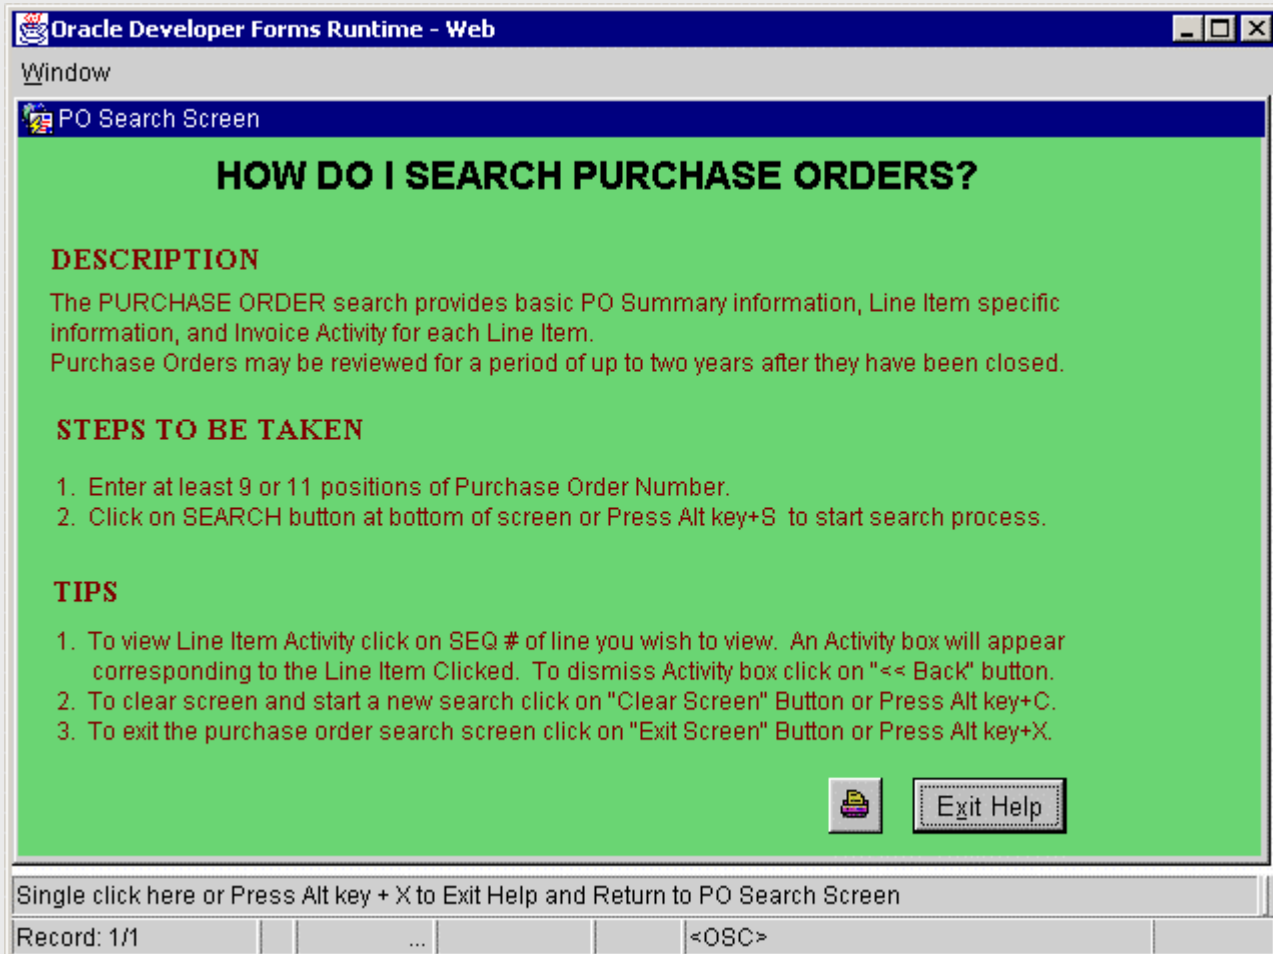 Oracle Developer Forms Runtime - Web
Window
PO Search Screen
HOW DO I SEARCH PURCHASE ORDERS?
DESCRIPTION
The PURCHASE ORDER search provides basic PO Summary information, Line Item specific
information, and Invoice Activity for each Line Item.
Purchase Orders may be reviewed for a period of up to two years after they have been closed.
STEPS TO BE TAKEN
1. Enter at least 9 or 11 positions of Purchase Order Number.
2. Click on SEARCH button at bottom of screen or Press Alt key+S to start search process.
TIPS
1. To view Line Item Activity click on SEQ # of line you wish to view. An Activity box will appear
corresponding to the Line Item Clicked. To dismiss Activity box click on "<< Back" button.
2. To clear screen and start a new search click on "Clear Screen" Button or Press Alt key+C.
3. To exit the purchase order search screen click on "Exit Screen" Button or Press Alt key+X.
Exit Help
Single click here or Press Alt key + X to Exit Help and Return to PO Search Screen
Record: 1/1 ... <OSC>